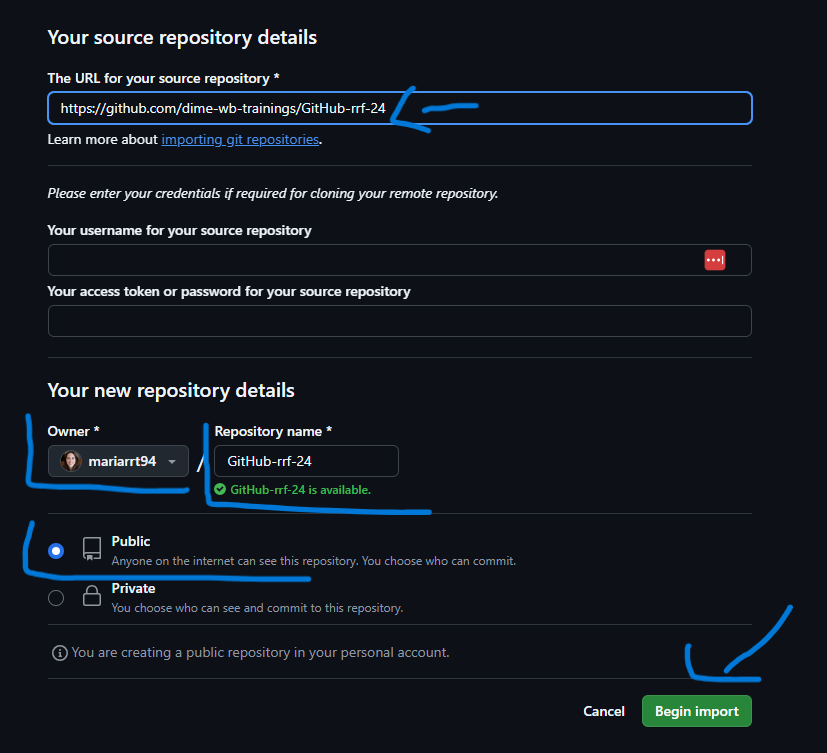 Your source repository details
The URL for your source repository *
https://github.com/dime-wb-trainings/GitHub-rrf-24
Learn more about importing git repositories.
Please enter your credentials if required for cloning your remote repository.
Your username for your source repository
Your access token or password for your source repository
Your new repository details
Owner *
Repository name *
mariarrt94
/
GitHub-rrf-24
GitHub-rrf-24 is available.
Public
Anyone on the internet can see this repository. You choose who can commit.
Private
You choose who can see and commit to this repository.
You are creating a public repository in your personal account.
Cancel
Begin import